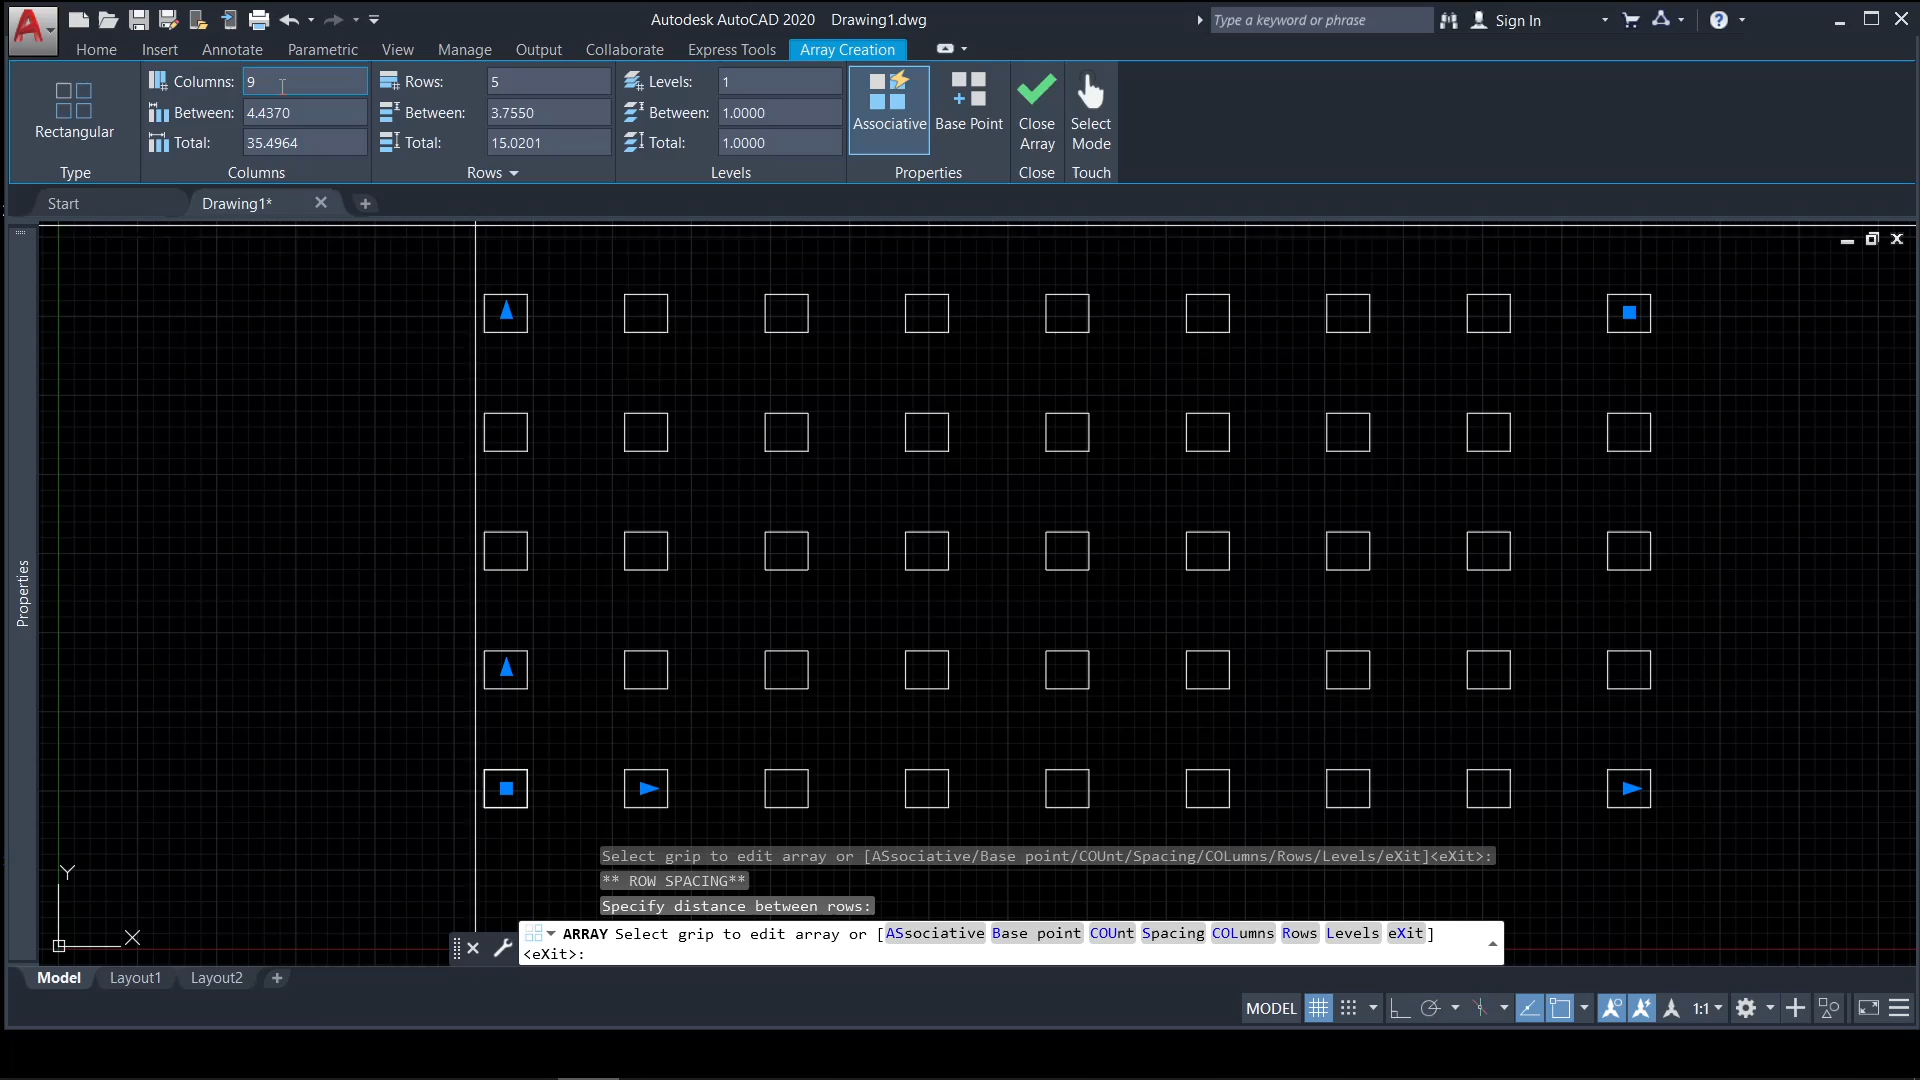 Autodesk AutoCAD 2020 Drawing1.dwg
Type a keyword or phrase
Sign In
Home Insert Annotate Parametric View Manage Output Collaborate Express Tools Array Creation
Columns: 9 Rows: 5 Levels: 1
Between: 4.4370 Between: 3.7550 Between: 1.0000
Total: 35.4964 Total: 15.0201 Total: 1.0000
Rectangular
Associative Base Point Close Array Select Mode
Type Columns Rows Levels Properties Close Touch
Start Drawing1*
Properties
Y
X
Select grip to edit array or [ASsociative/Base point/COUnt/Spacing/COLumns/Rows/Levels/eXit]<eXit>:
** ROW SPACING**
Specify distance between rows:
ARRAY Select grip to edit array or [ASsociative Base point COUnt Spacing COLumns Rows Levels eXit]
<eXit>:
Model Layout1 Layout2
MODEL 1:1